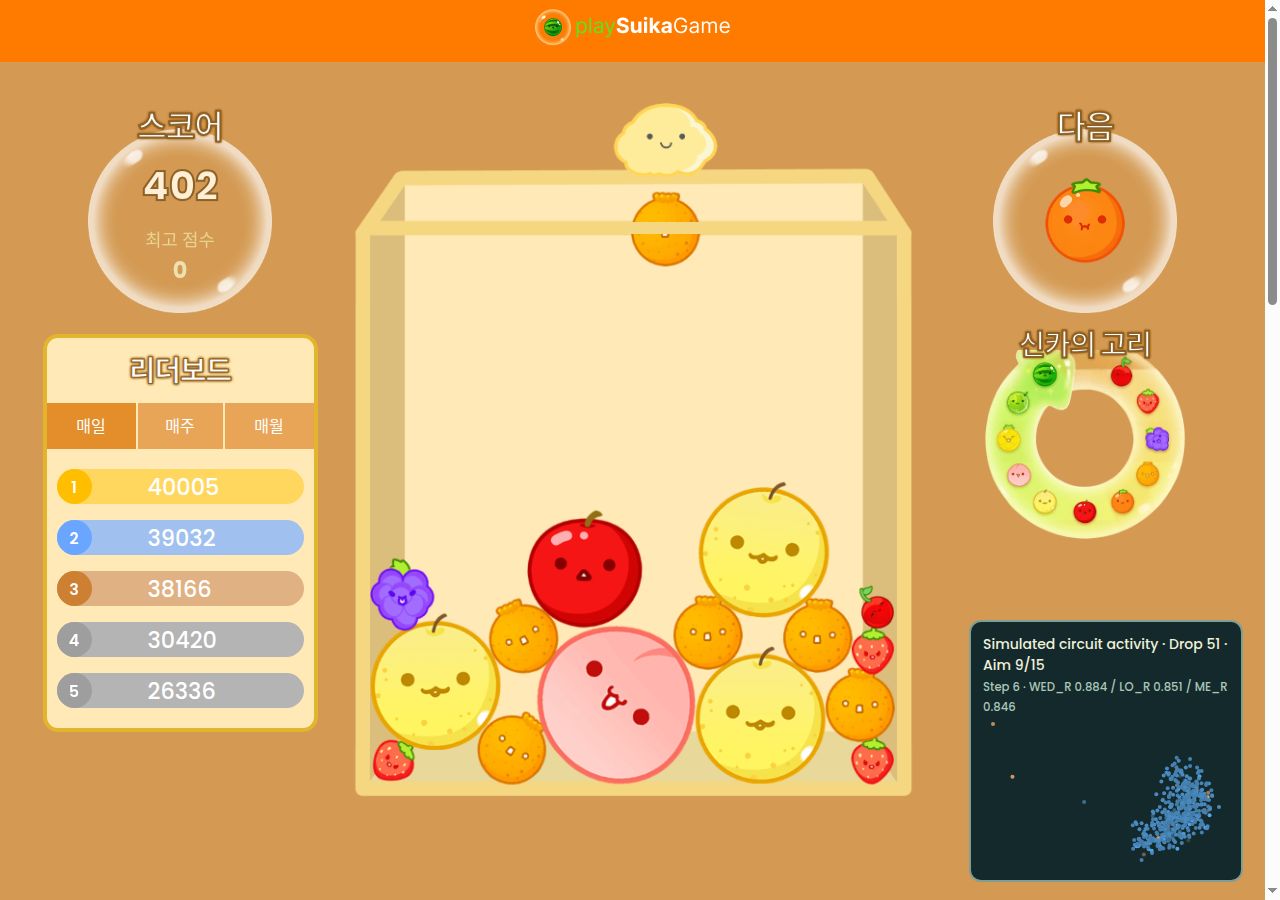 playSuikaGame
스코어
402
최고 점수
0
리더보드
매일 매주 매월
1 40005
2 39032
3 38166
4 30420
5 26336
다음
신카의 고리
Simulated circuit activity · Drop 51 ·
Aim 9/15
Step 6 · WED_R 0.884 / LO_R 0.851 / ME_R
0.846